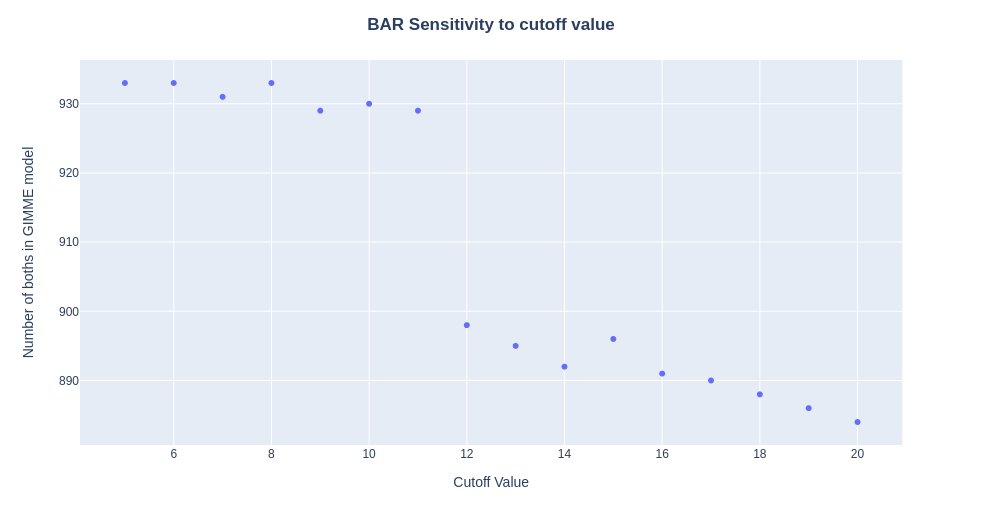 BAR Sensitivity to cutoff value
Number of boths in GIMME model
930
920
910
900
890
6 8 10 12 14 16 18 20
Cutoff Value